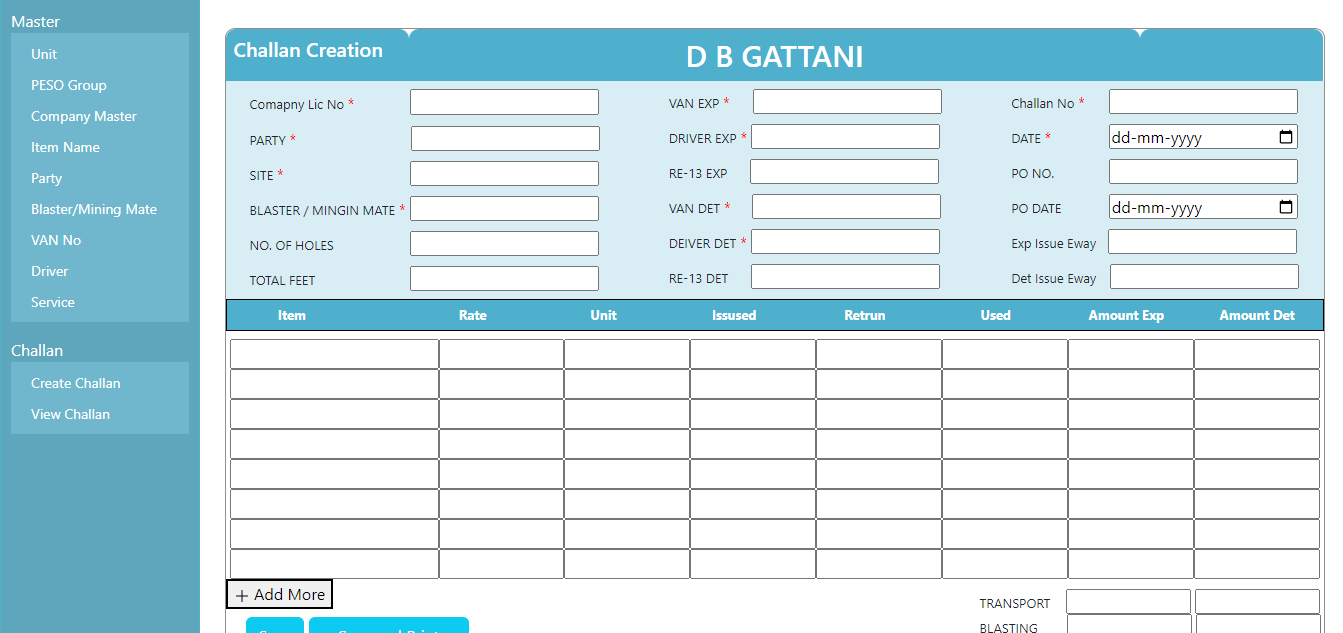 Master
Unit
PESO Group
Company Master
Item Name
Party
Blaster/Mining Mate
VAN No
Driver
Service
Challan
Create Challan
View Challan
Challan Creation
D B GATTANI
Comapny Lic No * VAN EXP * Challan No *
PARTY * DRIVER EXP * DATE * dd-mm-yyyy
SITE * RE-13 EXP PO NO.
BLASTER / MINGIN MATE * VAN DET * PO DATE dd-mm-yyyy
NO. OF HOLES DEIVER DET * Exp Issue Eway
TOTAL FEET RE-13 DET Det Issue Eway
Item Rate Unit Issused Retrun Used Amount Exp Amount Det
+ Add More
TRANSPORT
BLASTING